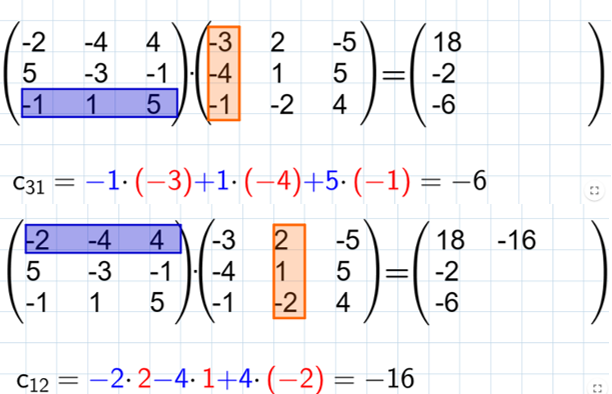 -2 -4 4 -3 2 -5 18
5 -3 -1 · -4 1 5 = -2
-1 1 5 -1 -2 4 -6
c₃₁ = −1· (−3)+1· (−4)+5· (−1) = −6
-2 -4 4 -3 2 -5 18 -16
5 -3 -1 · -4 1 5 = -2
-1 1 5 -1 -2 4 -6
c₁₂ = −2· 2−4· 1+4· (−2) = −16